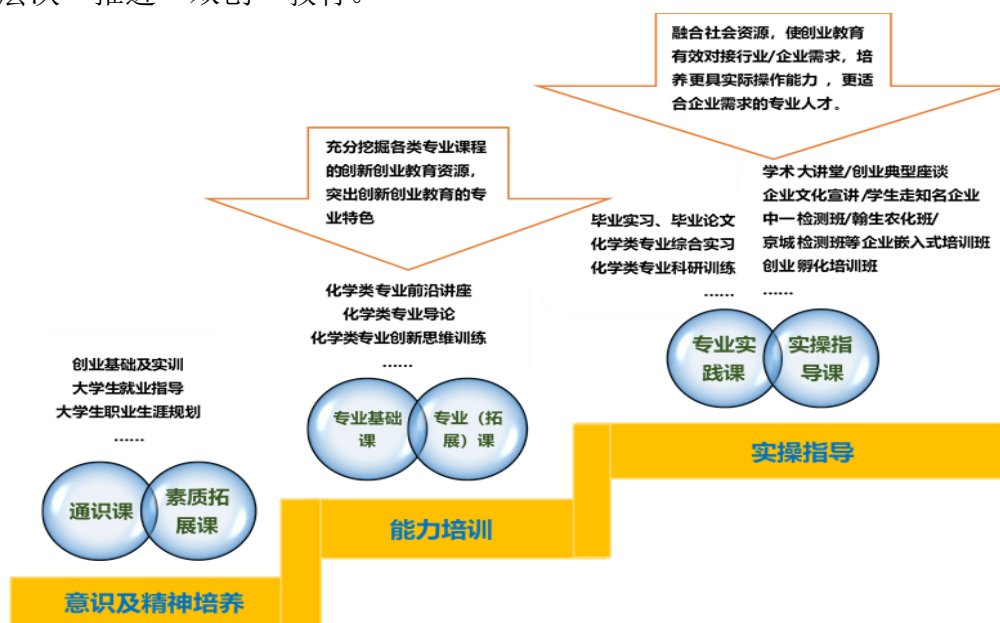 融合社会资源，使创业教育
有效对接行业/企业需求，培
养更具实际操作能力 ，更适
合企业需求的专业人才。
充分挖掘各类专业课程
的创新创业教育资源，
突出创新创业教育的专
业特色
学术 大讲堂/创业典型座谈
企业文化宣讲 /学生走知名企业
中一 检测班/翰生农化班/
京城 检测班等 企业嵌入式培训班
创业 孵化培训班
......
毕业实习、毕业论文
化学类专业综合实习
化学类专业科研训练
......
化学类专业前沿讲座
化学类专业导论
化学类专业创新思维训练
......
创业基础及实训
大学生就业指导
大学生职业生涯规划
......
专业实
践课
实操指
导课
专业基础
课
专业（拓
展）课
通识课
素质拓
展课
实操指导
能力培训
意识及精神培养